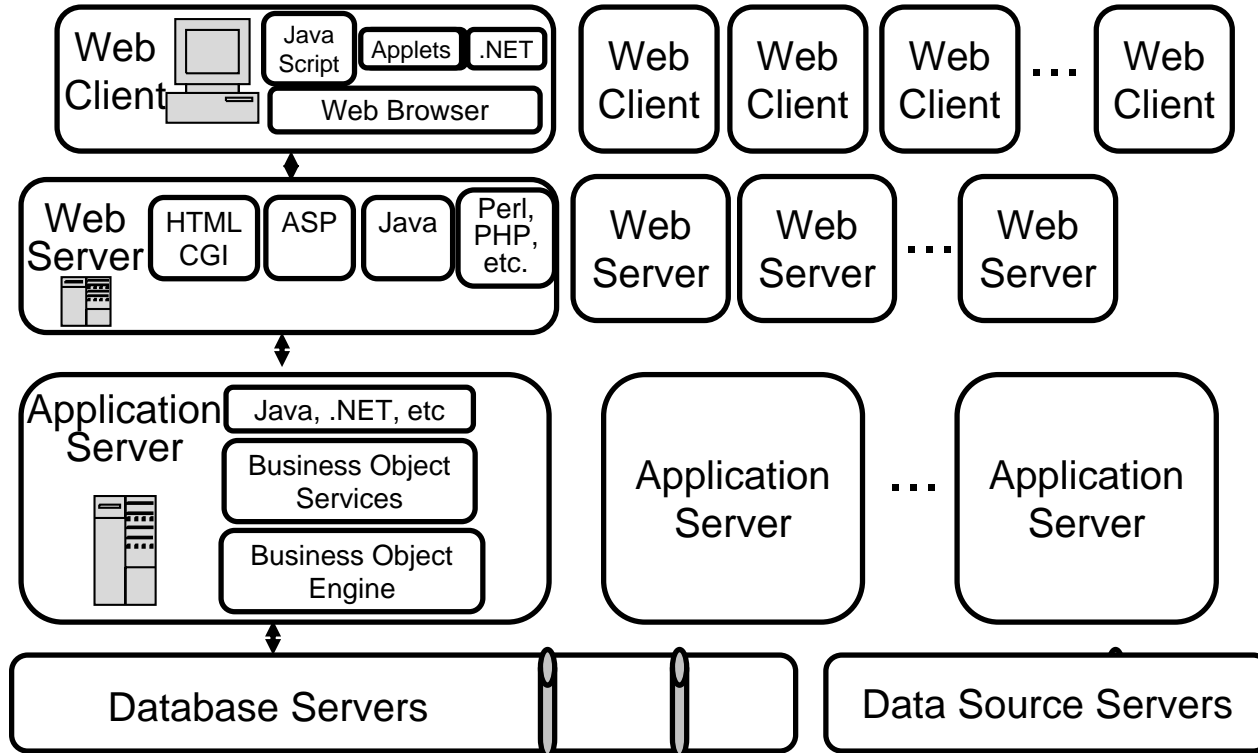 Web
Client
Java
Script
Applets
.NET
Web Browser
Web
Client
Web
Client
Web
Client
...
Web
Client
Web
Server
HTML
CGI
ASP
Java
Perl,
PHP,
etc.
Web
Server
Web
Server
...
Web
Server
Application
Server
Java, .NET, etc
Business Object
Services
Business Object
Engine
Application
Server
...
Application
Server
Database Servers
Data Source Servers